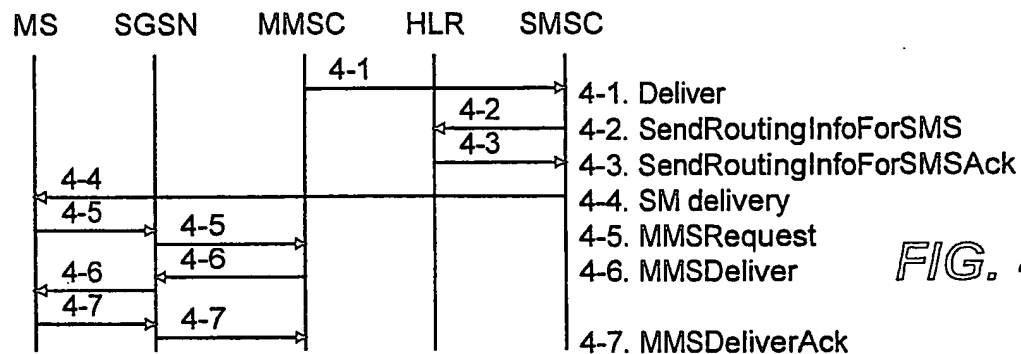 MS SGSN MMSC HLR SMSC
4-1
4-1. Deliver
4-2
4-2. SendRoutingInfoForSMS
4-3
4-3. SendRoutingInfoForSMSAck
4-4
4-4. SM delivery
4-5
4-5
4-5. MMSRequest
4-6
4-6
4-6. MMSDeliver
4-7
4-7
4-7. MMSDeliverAck
FIG.